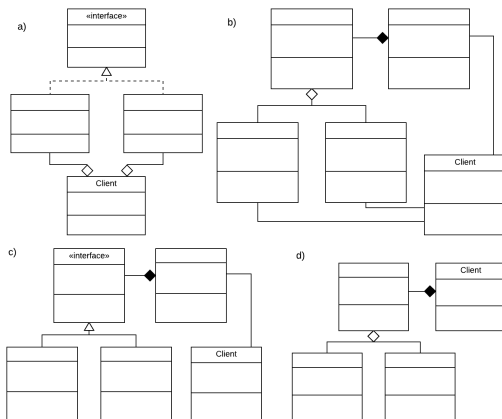 a)
«interface»
Client
b)
Client
c)
«interface»
Client
d)
Client